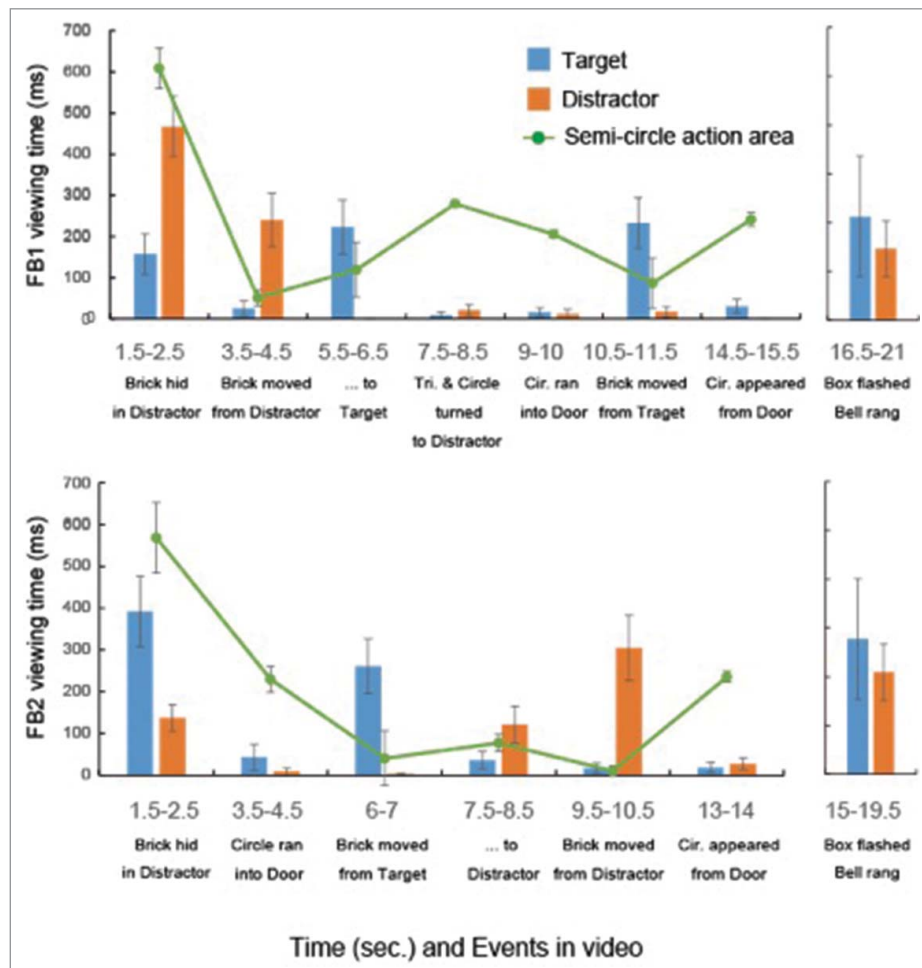 700
600
500
400
300
200
100
0
FB1 viewing time (ms)
Target
Distractor
Semi-circle action area
1.5-2.5 3.5-4.5 5.5-6.5 7.5-8.5 9-10 10.5-11.5 14.5-15.5 16.5-21
Brick hid Brick moved ... to Tri. & Circle Cir. ran Brick moved Cir. appeared Box flashed
in Distractor from Distractor Target turned into Door from Traget from Door Bell rang
to Distractor
700
600
500
400
300
200
100
0
FB2 viewing time (ms)
1.5-2.5 3.5-4.5 6-7 7.5-8.5 9.5-10.5 13-14 15-19.5
Brick hid Circle ran Brick moved ... to Brick moved Cir. appeared Box flashed
in Distractor into Door from Target Distractor from Distractor from Door Bell rang
Time (sec.) and Events in video